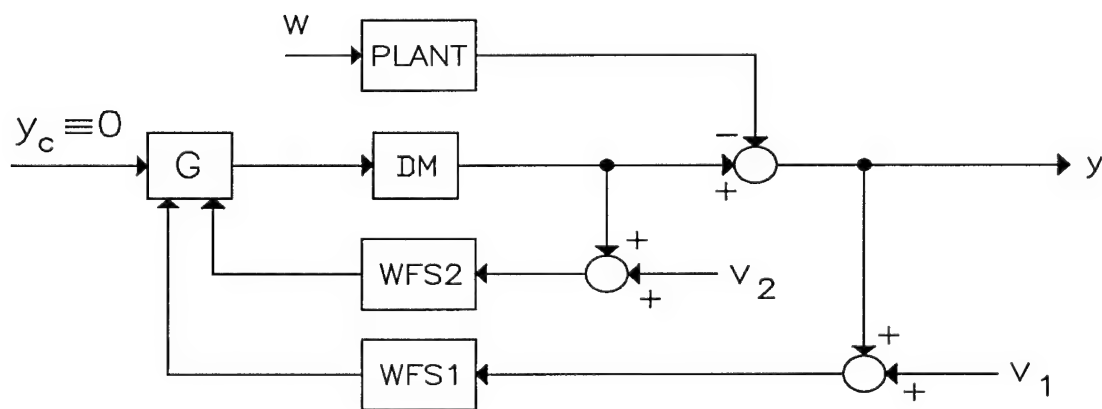 w
PLANT
y_c ≡0
−
G
DM
+
y
+
WFS2
+
v_2
+
WFS1
+
v_1